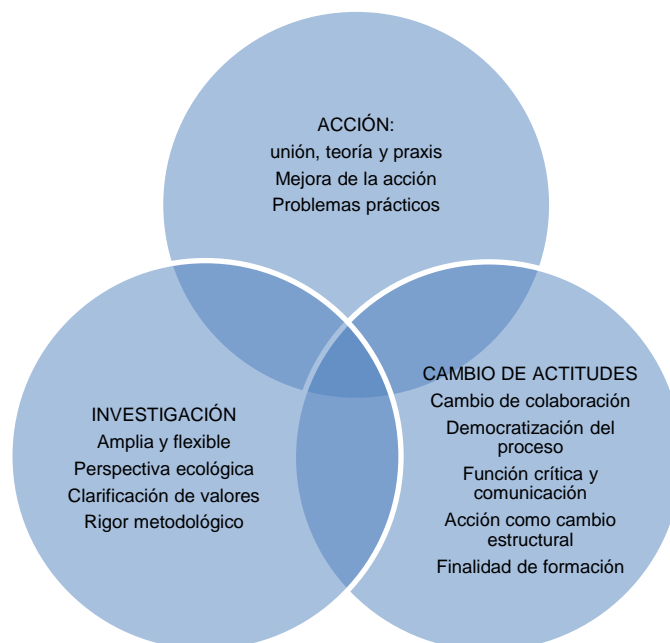 ACCIÓN:
unión, teoría y praxis
Mejora de la acción
Problemas prácticos
INVESTIGACIÓN
Amplia y flexible
Perspectiva ecológica
Clarificación de valores
Rigor metodológico
CAMBIO DE ACTITUDES
Cambio de colaboración
Democratización del
proceso
Función crítica y
comunicación
Acción como cambio
estructural
Finalidad de formación